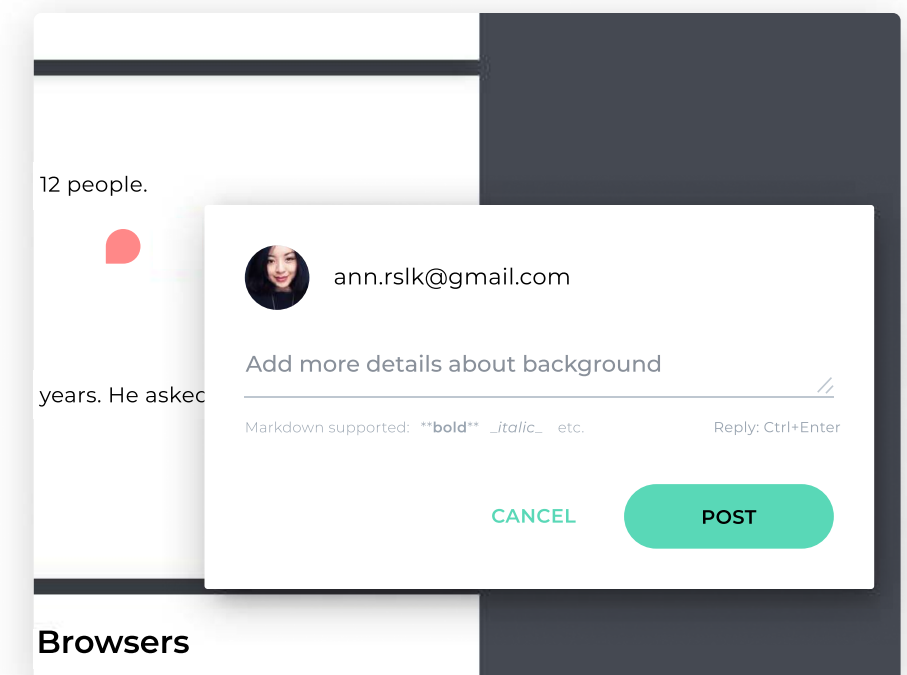 12 people.
ann.rslk@gmail.com
Add more details about background
years. He asked
Markdown supported: **bold** _italic_ etc. Reply: Ctrl+Enter
CANCEL POST
Browsers